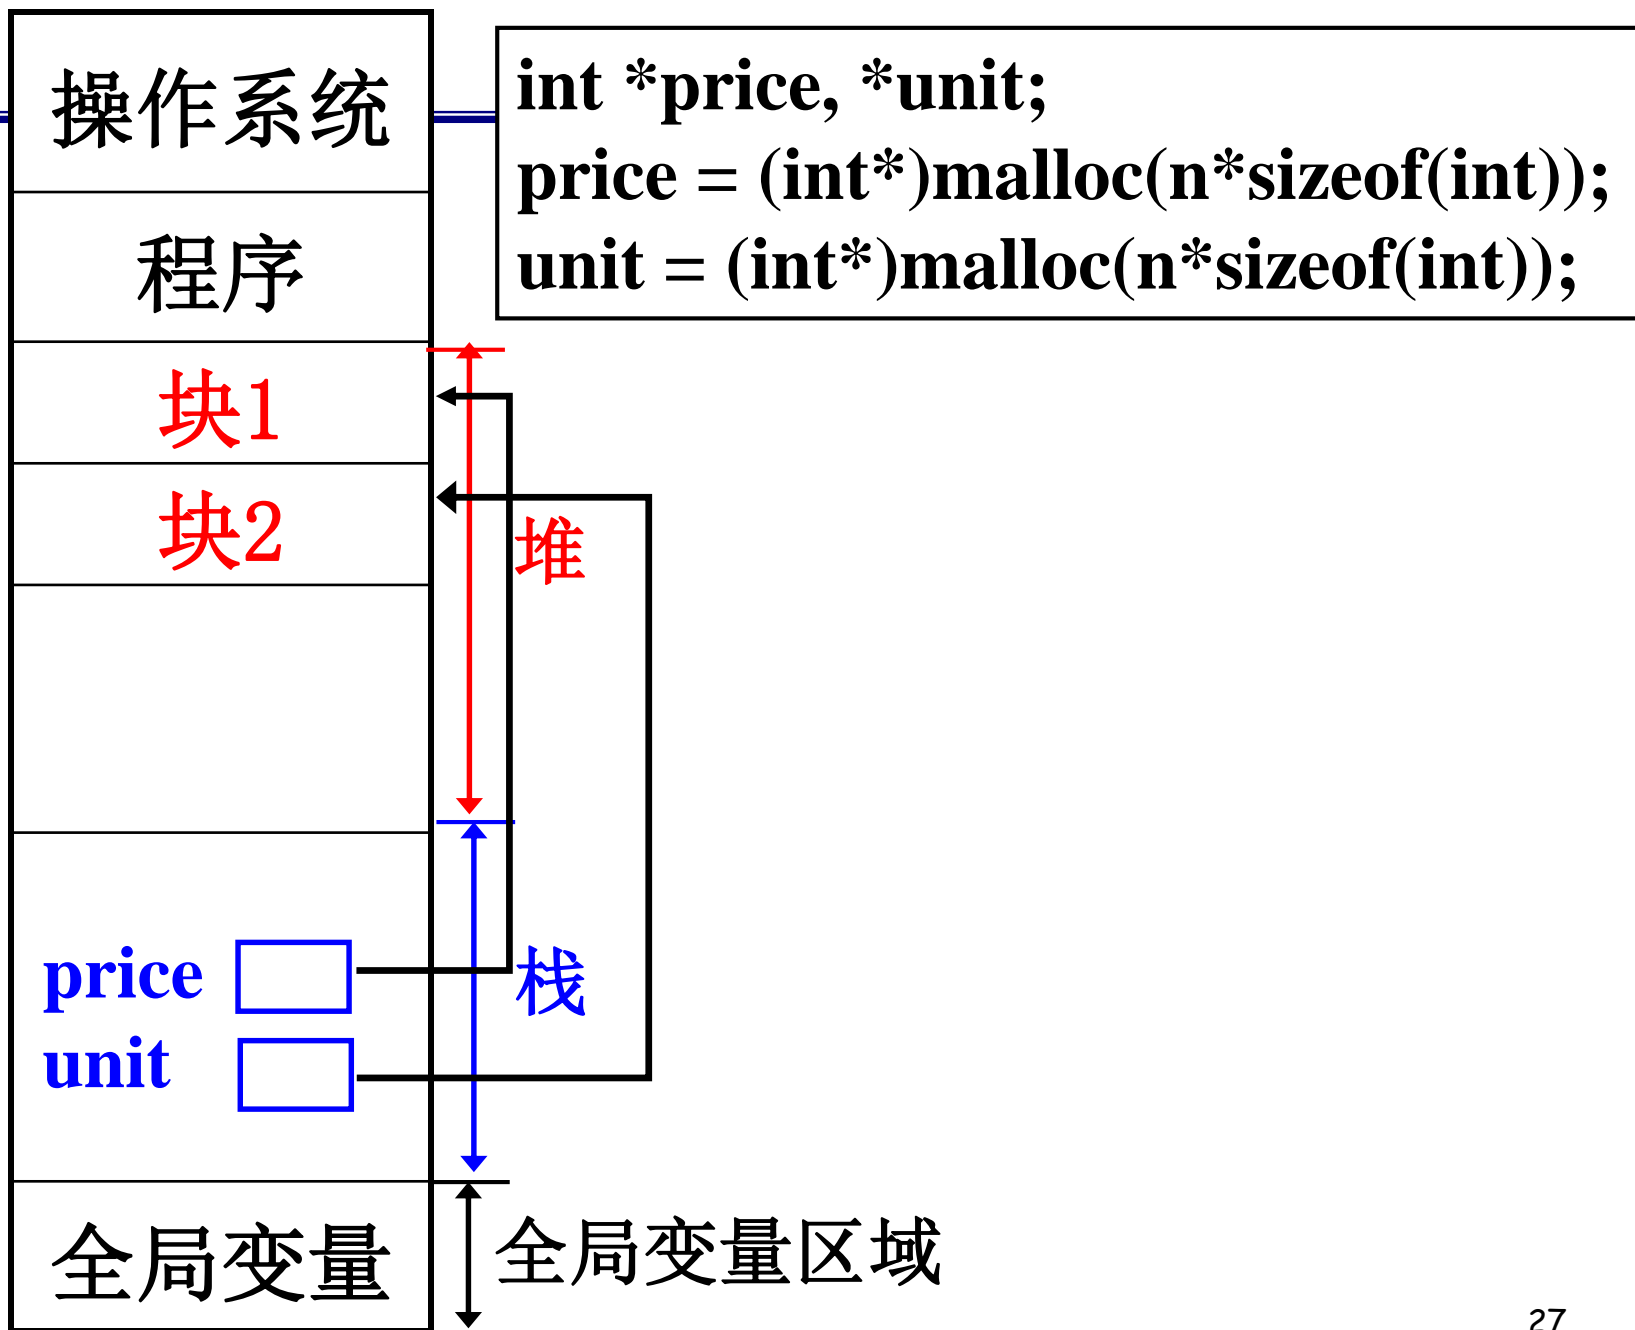 操作系统
int *price, *unit;
price = (int*)malloc(n*sizeof(int));
unit = (int*)malloc(n*sizeof(int));
程序
块1
块2
堆
price
栈
unit
全局变量
全局变量区域
27